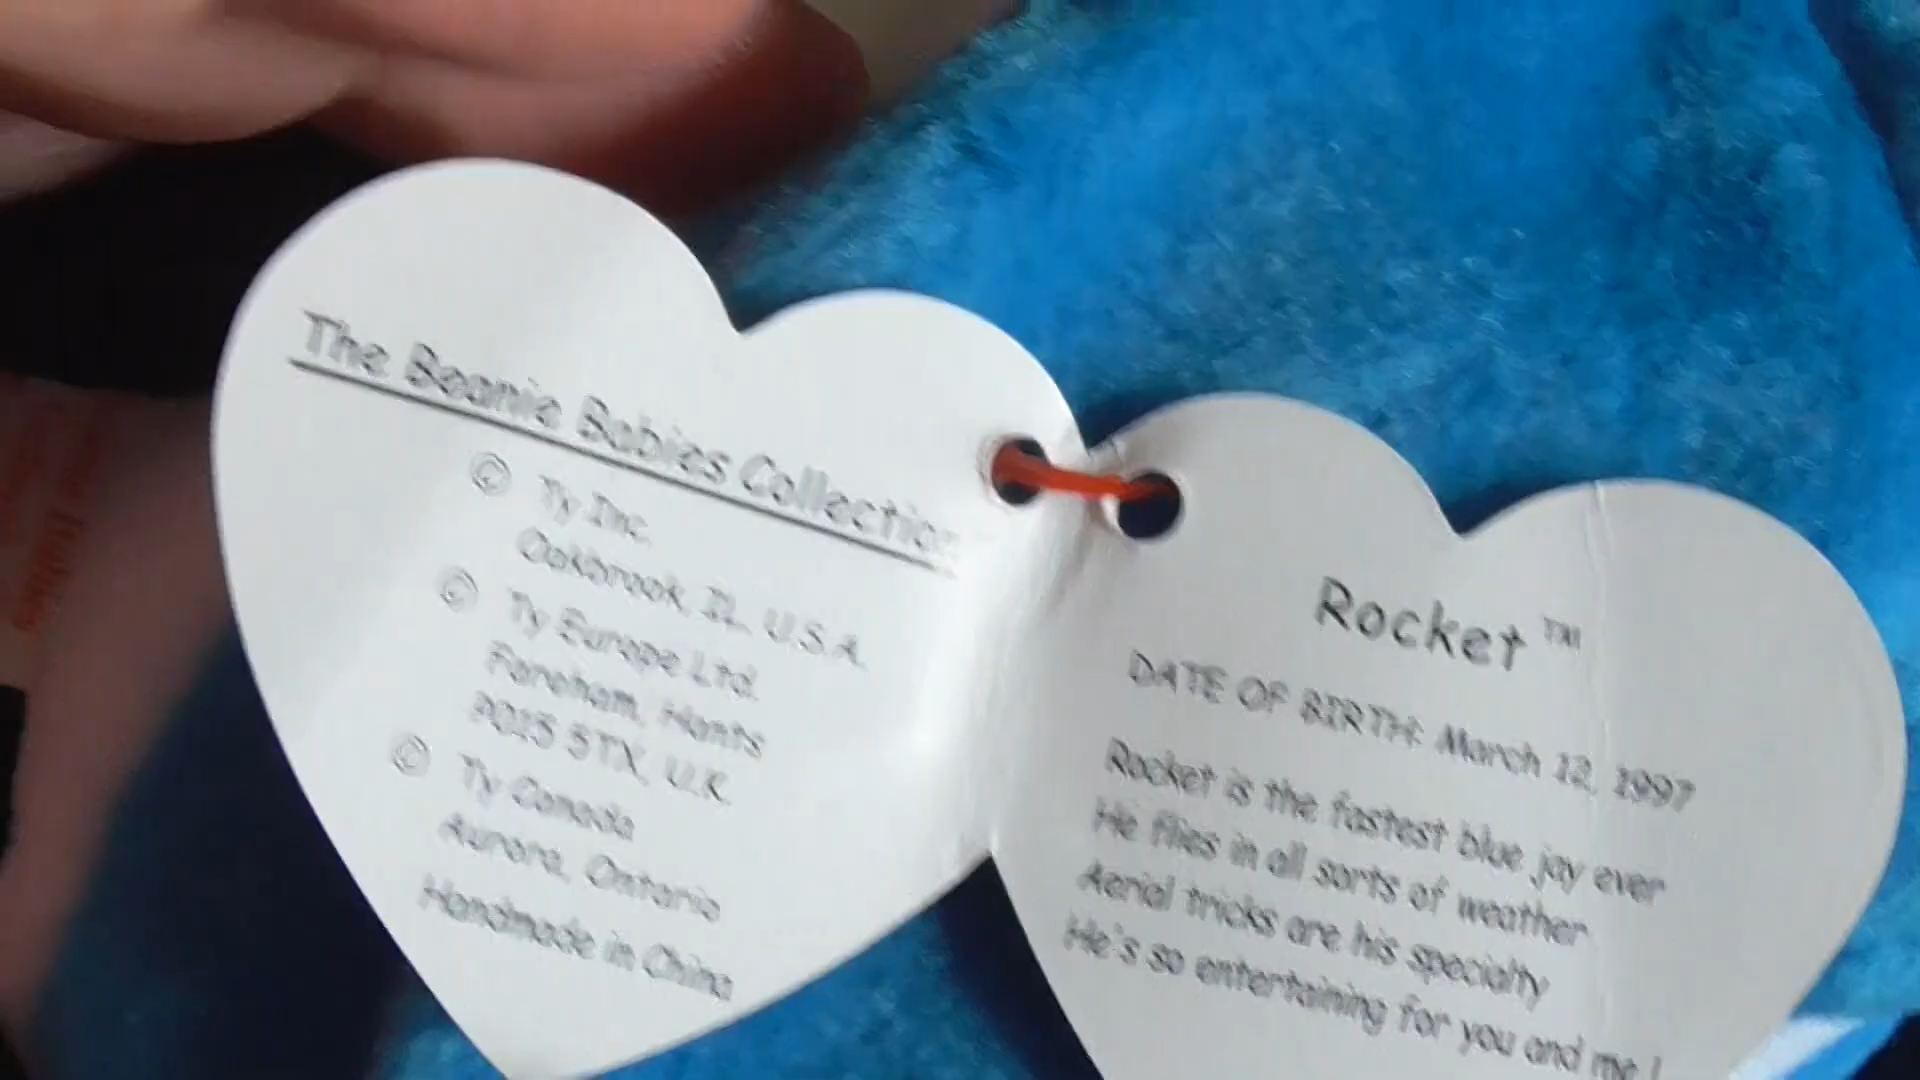 The Beanie Babies Collection
© Ty Inc.
Oakbrook, IL, U.S.A.
© Ty Europe Ltd.
Fareham, Hants
PO15 5TX, U.K.
© Ty Canada
Aurora, Ontario
Handmade in China
Rocket ™
DATE OF BIRTH: March 12, 1997
Rocket is the fastest blue jay ever
He flies in all sorts of weather
Aerial tricks are his specialty
He's so entertaining for you and me !